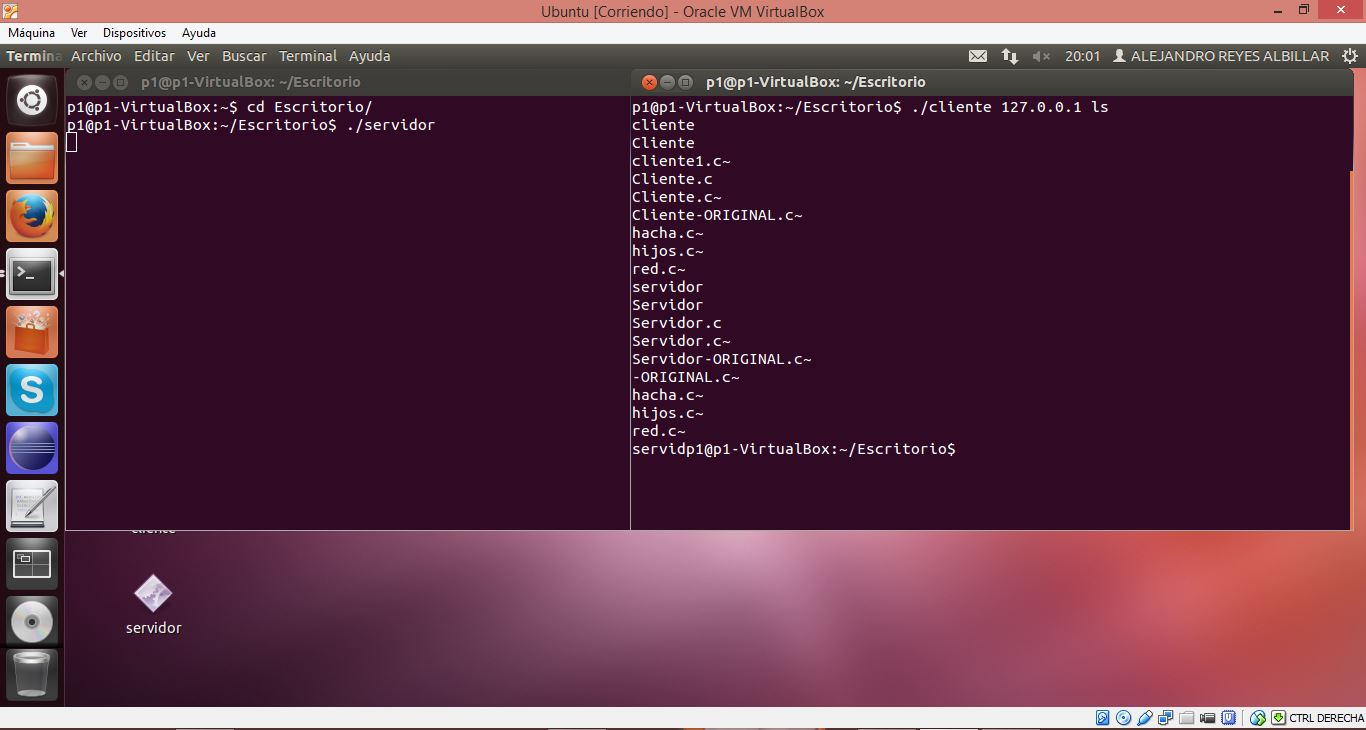 Ubuntu [Corriendo] - Oracle VM VirtualBox
Máquina Ver Dispositivos Ayuda
Termina Archivo Editar Ver Buscar Terminal Ayuda 20:01 ALEJANDRO REYES ALBILLAR
p1@p1-VirtualBox: ~/Escritorio
p1@p1-VirtualBox:~$ cd Escritorio/
p1@p1-VirtualBox:~/Escritorio$ ./servidor
p1@p1-VirtualBox: ~/Escritorio
p1@p1-VirtualBox:~/Escritorio$ ./cliente 127.0.0.1 ls
cliente
Cliente
cliente1.c~
Cliente.c
Cliente.c~
Cliente-ORIGINAL.c~
hacha.c~
hijos.c~
red.c~
servidor
Servidor
Servidor.c
Servidor.c~
Servidor-ORIGINAL.c~
-ORIGINAL.c~
hacha.c~
hijos.c~
red.c~
servidp1@p1-VirtualBox:~/Escritorio$
cliente
servidor
CTRL DERECHA